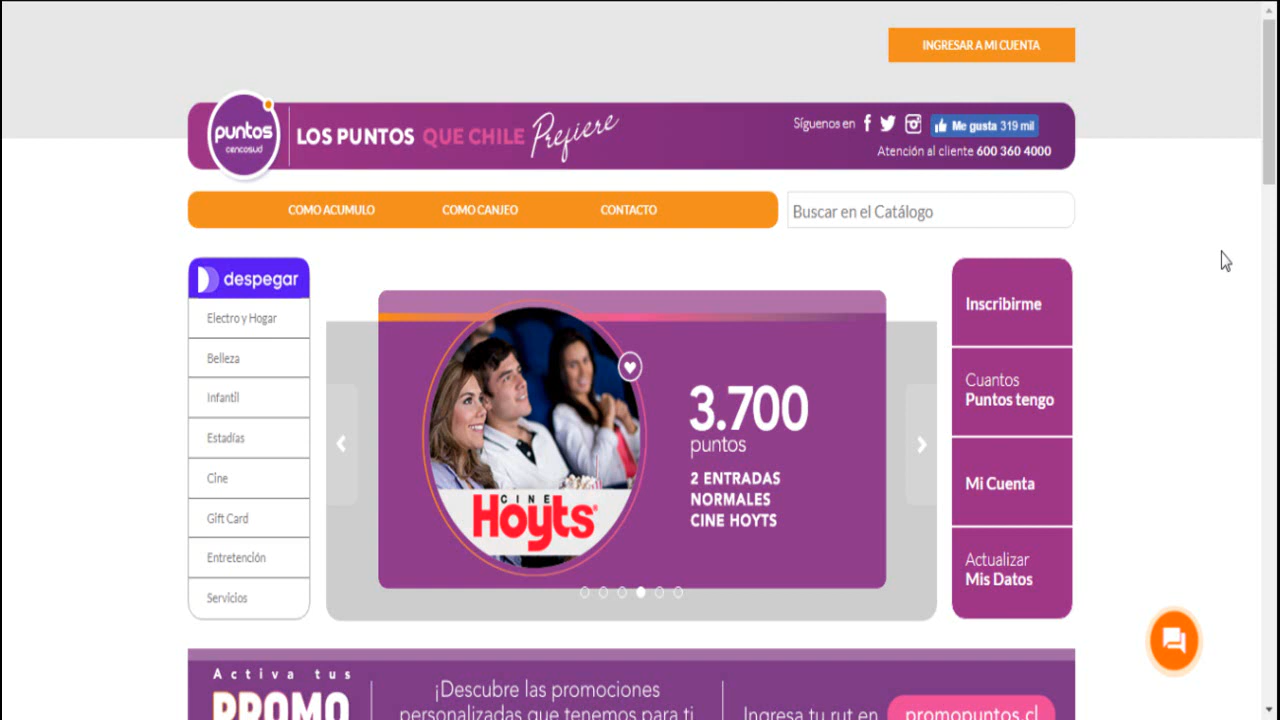 INGRESAR A MI CUENTA
puntos
cencosud
LOS PUNTOS QUE CHILE Prefiere
Síguenos en
Me gusta 319 mil
Atención al cliente 600 360 4000
COMO ACUMULO
COMO CANJEO
CONTACTO
Buscar en el Catálogo
despegar
Electro y Hogar
Belleza
Infantil
Estadías
Cine
Gift Card
Entretención
Servicios
CINE
Hoyts
3.700
puntos
2 ENTRADAS
NORMALES
CINE HOYTS
Inscribirme
Cuantos
Puntos tengo
Mi Cuenta
Actualizar
Mis Datos
Activa tus
PROMO
¡Descubre las promociones
personalizadas que tenemos para ti
Ingresa tu rut en
promopuntos.cl